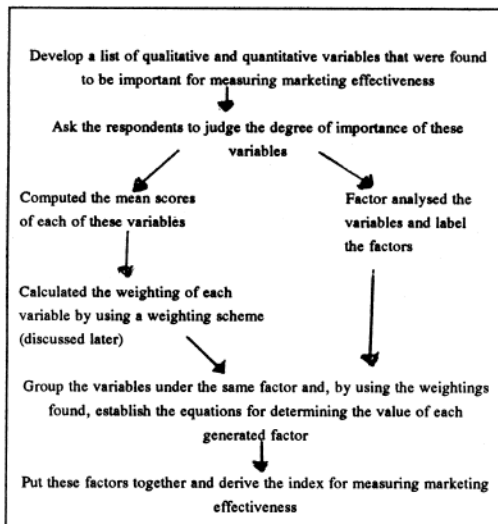 Develop a list of qualitative and quantitative variables that were found
to be important for measuring marketing effectiveness
Ask the respondents to judge the degree of importance of these
variables
Computed the mean scores
of each of these variables
Factor analysed the
variables and label
the factors
Calculated the weighting of each
variable by using a weighting scheme
(discussed later)
Group the variables under the same factor and, by using the weightings
found, establish the equations for determining the value of each
generated factor
Put these factors together and derive the index for measuring marketing
effectiveness